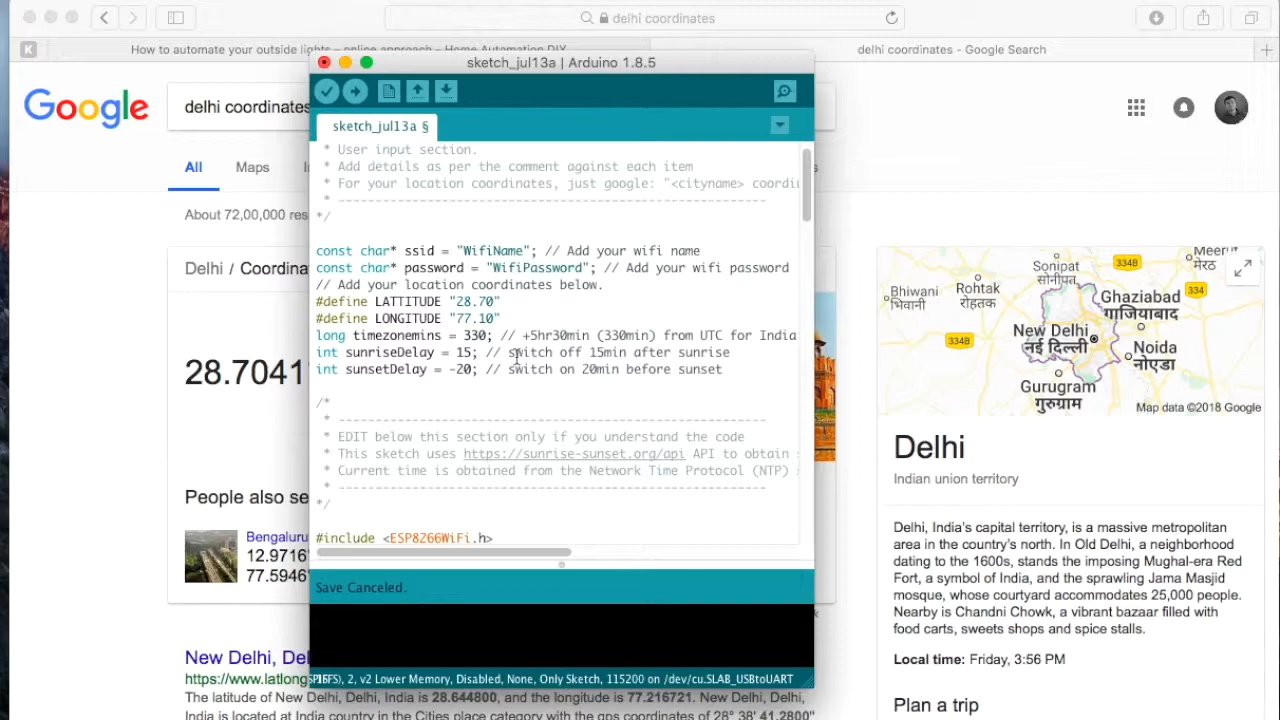 delhi coordinates
How to automate your outside lights – online approach – Home Automation DIY
delhi coordinates - Google Search
K
sketch_jul13a | Arduino 1.8.5
Google
delhi coordinates
sketch_jul13a §
All
Maps
About 72,00,000 res
* User input section.
* Add details as per the comment against each item
* For your location coordinates, just google: "<cityname> coordi
* ----------------------------------------------------------
*/
const char* ssid = "WifiName"; // Add your wifi name
const char* password = "WifiPassword"; // Add your wifi password
// Add your location coordinates below.
#define LATTITUDE "28.70"
#define LONGITUDE "77.10"
long timezonemins = 330; // +5hr30min (330min) from UTC for India
int sunriseDelay = 15; // switch off 15min after sunrise
int sunsetDelay = -20; // switch on 20min before sunset
/*
* ----------------------------------------------------------
* EDIT below this section only if you understand the code
* This sketch uses https://sunrise-sunset.org/api API to obtain
* Current time is obtained from the Network Time Protocol (NTP)
* ----------------------------------------------------------
*/
#include <ESP8266WiFi.h>
Save Canceled.
2, v2 Lower Memory, Disabled, None, Only Sketch, 115200 on /dev/cu.SLAB_USBtoUART
Delhi / Coordina
28.7041
People also se
Bengaluru
12.9716
77.5946
New Delhi, Del
https://www.latlong
The latitude of New Delhi, Delhi, India is 28.644800, and the longitude is 77.216721. New Delhi, Delhi,
India is located at India country in the Cities place category with the gps coordinates of 28° 38' 41.2800"
Meerut
मेरठ
334B
Sonipat
सोनीपत
Bhiwani
भिवानी
Rohtak
रोहतक
334
Ghaziabad
गाज़ियाबाद
334B
New Delhi
नई दिल्ली
Noida
नोएडा
Gurugram
गुरुग्राम
Map data ©2018 Google
Delhi
Indian union territory
Delhi, India's capital territory, is a massive metropolitan
area in the country's north. In Old Delhi, a neighborhood
dating to the 1600s, stands the imposing Mughal-era Red
Fort, a symbol of India, and the sprawling Jama Masjid
mosque, whose courtyard accommodates 25,000 people.
Nearby is Chandni Chowk, a vibrant bazaar filled with
food carts, sweets shops and spice stalls.
Local time: Friday, 3:56 PM
Plan a trip